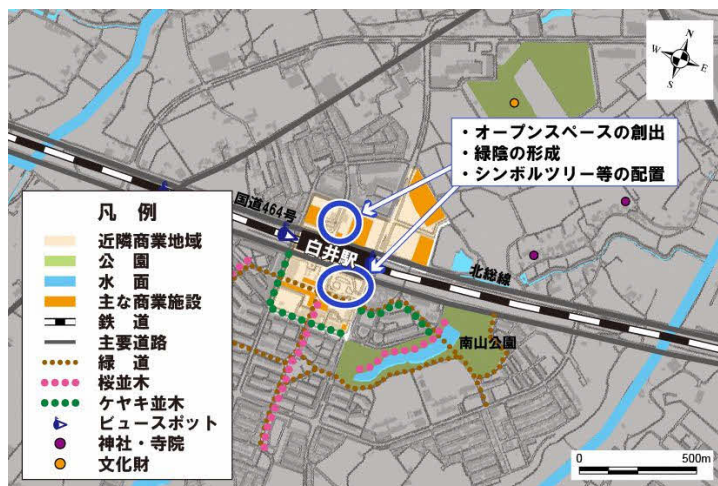 N
W
E
S
・オープンスペースの創出
・緑陰の形成
・シンボルツリー等の配置
国道464号
白井駅
北総線
南山公園
凡 例
近隣商業地域
公 園
水 面
主な商業施設
鉄 道
主要道路
緑 道
桜並木
ケヤキ並木
ビュースポット
神社・寺院
文化財
0 500m